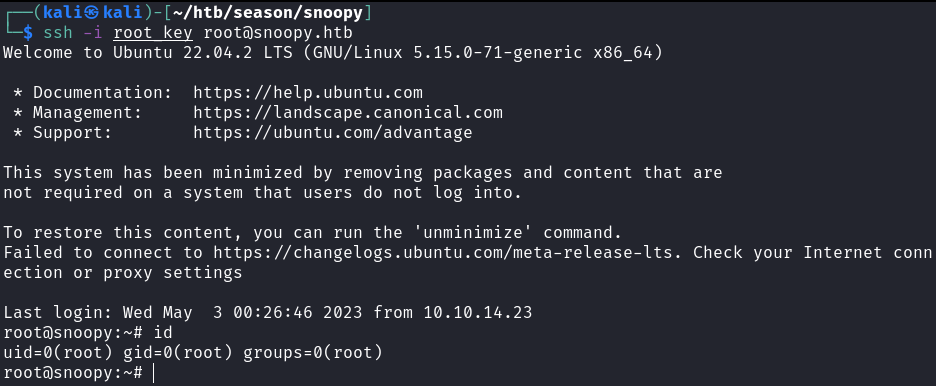 ┌──(kali㉿kali)-[~/htb/season/snoopy]
└─$ ssh -i root_key root@snoopy.htb
Welcome to Ubuntu 22.04.2 LTS (GNU/Linux 5.15.0-71-generic x86_64)
 * Documentation:  https://help.ubuntu.com
 * Management:     https://landscape.canonical.com
 * Support:        https://ubuntu.com/advantage
This system has been minimized by removing packages and content that are
not required on a system that users do not log into.
To restore this content, you can run the 'unminimize' command.
Failed to connect to https://changelogs.ubuntu.com/meta-release-lts. Check your Internet conn
ection or proxy settings
Last login: Wed May  3 00:26:46 2023 from 10.10.14.23
root@snoopy:~# id
uid=0(root) gid=0(root) groups=0(root)
root@snoopy:~#